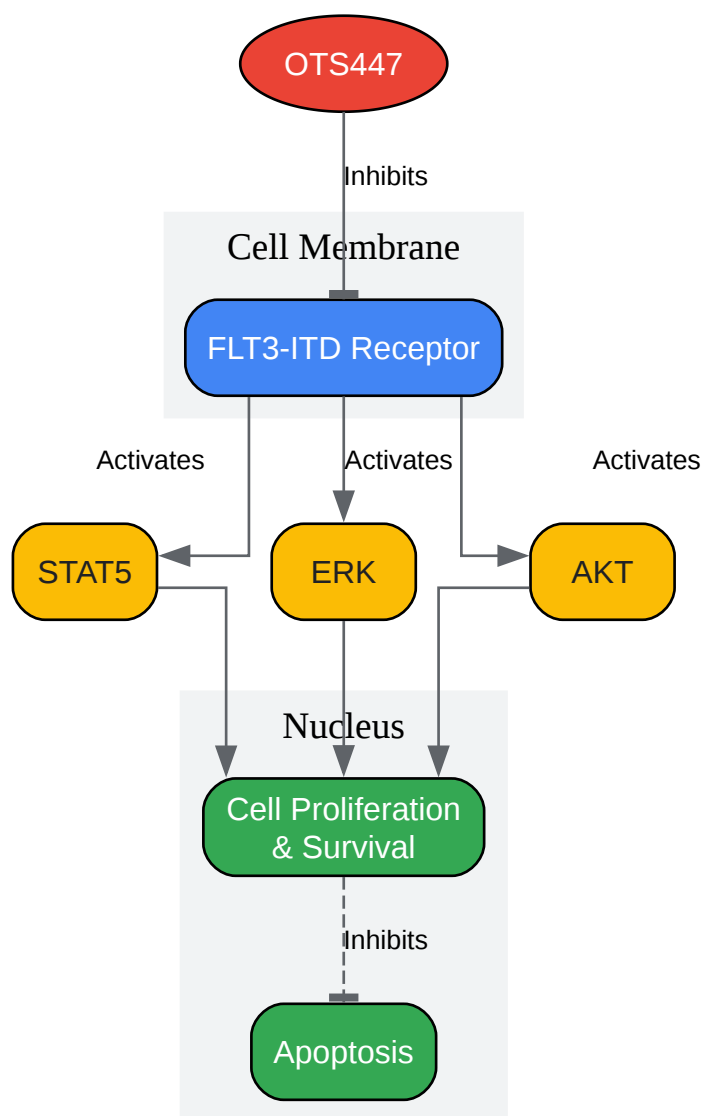 OTS447
Inhibits
Cell Membrane
FLT3-ITD Receptor
Activates
Activates
Activates
STAT5
ERK
AKT
Nucleus
Cell Proliferation
& Survival
Inhibits
Apoptosis